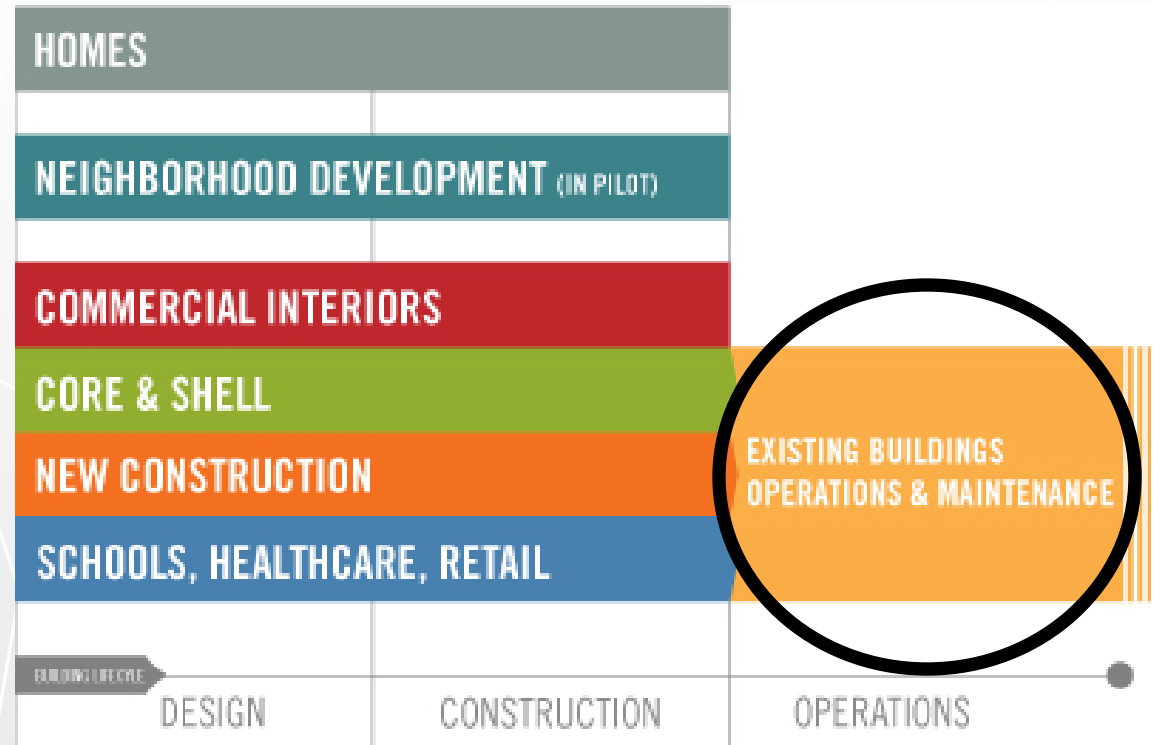 HOMES
NEIGHBORHOOD DEVELOPMENT (IN PILOT)
COMMERCIAL INTERIORS
CORE & SHELL
NEW CONSTRUCTION
SCHOOLS, HEALTHCARE, RETAIL
EXISTING BUILDINGS
OPERATIONS & MAINTENANCE
BUILDING LIFECYLE
DESIGN
CONSTRUCTION
OPERATIONS